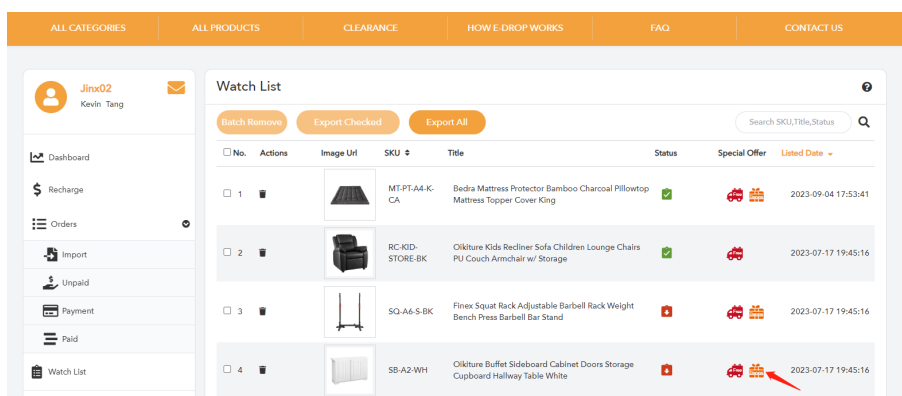 ALL CATEGORIES ALL PRODUCTS CLEARANCE HOW E-DROP WORKS FAQ CONTACT US
Jinx02
Kevin Tang
Dashboard
Recharge
Orders
Import
Unpaid
Payment
Paid
Watch List
Watch List
Batch Remove Export Checked Export All Search SKU,Title,Status
No. Actions Image Url SKU Title Status Special Offer Listed Date
1 MT-PT-A4-K-CA Bedra Mattress Protector Bamboo Charcoal PIllowtop Mattress Topper Cover King 2023-09-04 17:53:41
2 RC-KID-STORE-BK Oikiture Kids Recliner Sofa Children Lounge Chairs PU Couch Armchair w/ Storage 2023-07-17 19:45:16
3 SQ-A6-S-BK Finex Squat Rack Adjustable Barbell Rack Weight Bench Press Barbell Bar Stand 2023-07-17 19:45:16
4 SB-A2-WH Oikiture Buffet Sideboard Cabinet Doors Storage Cupboard Hallway Table White 2023-07-17 19:45:16